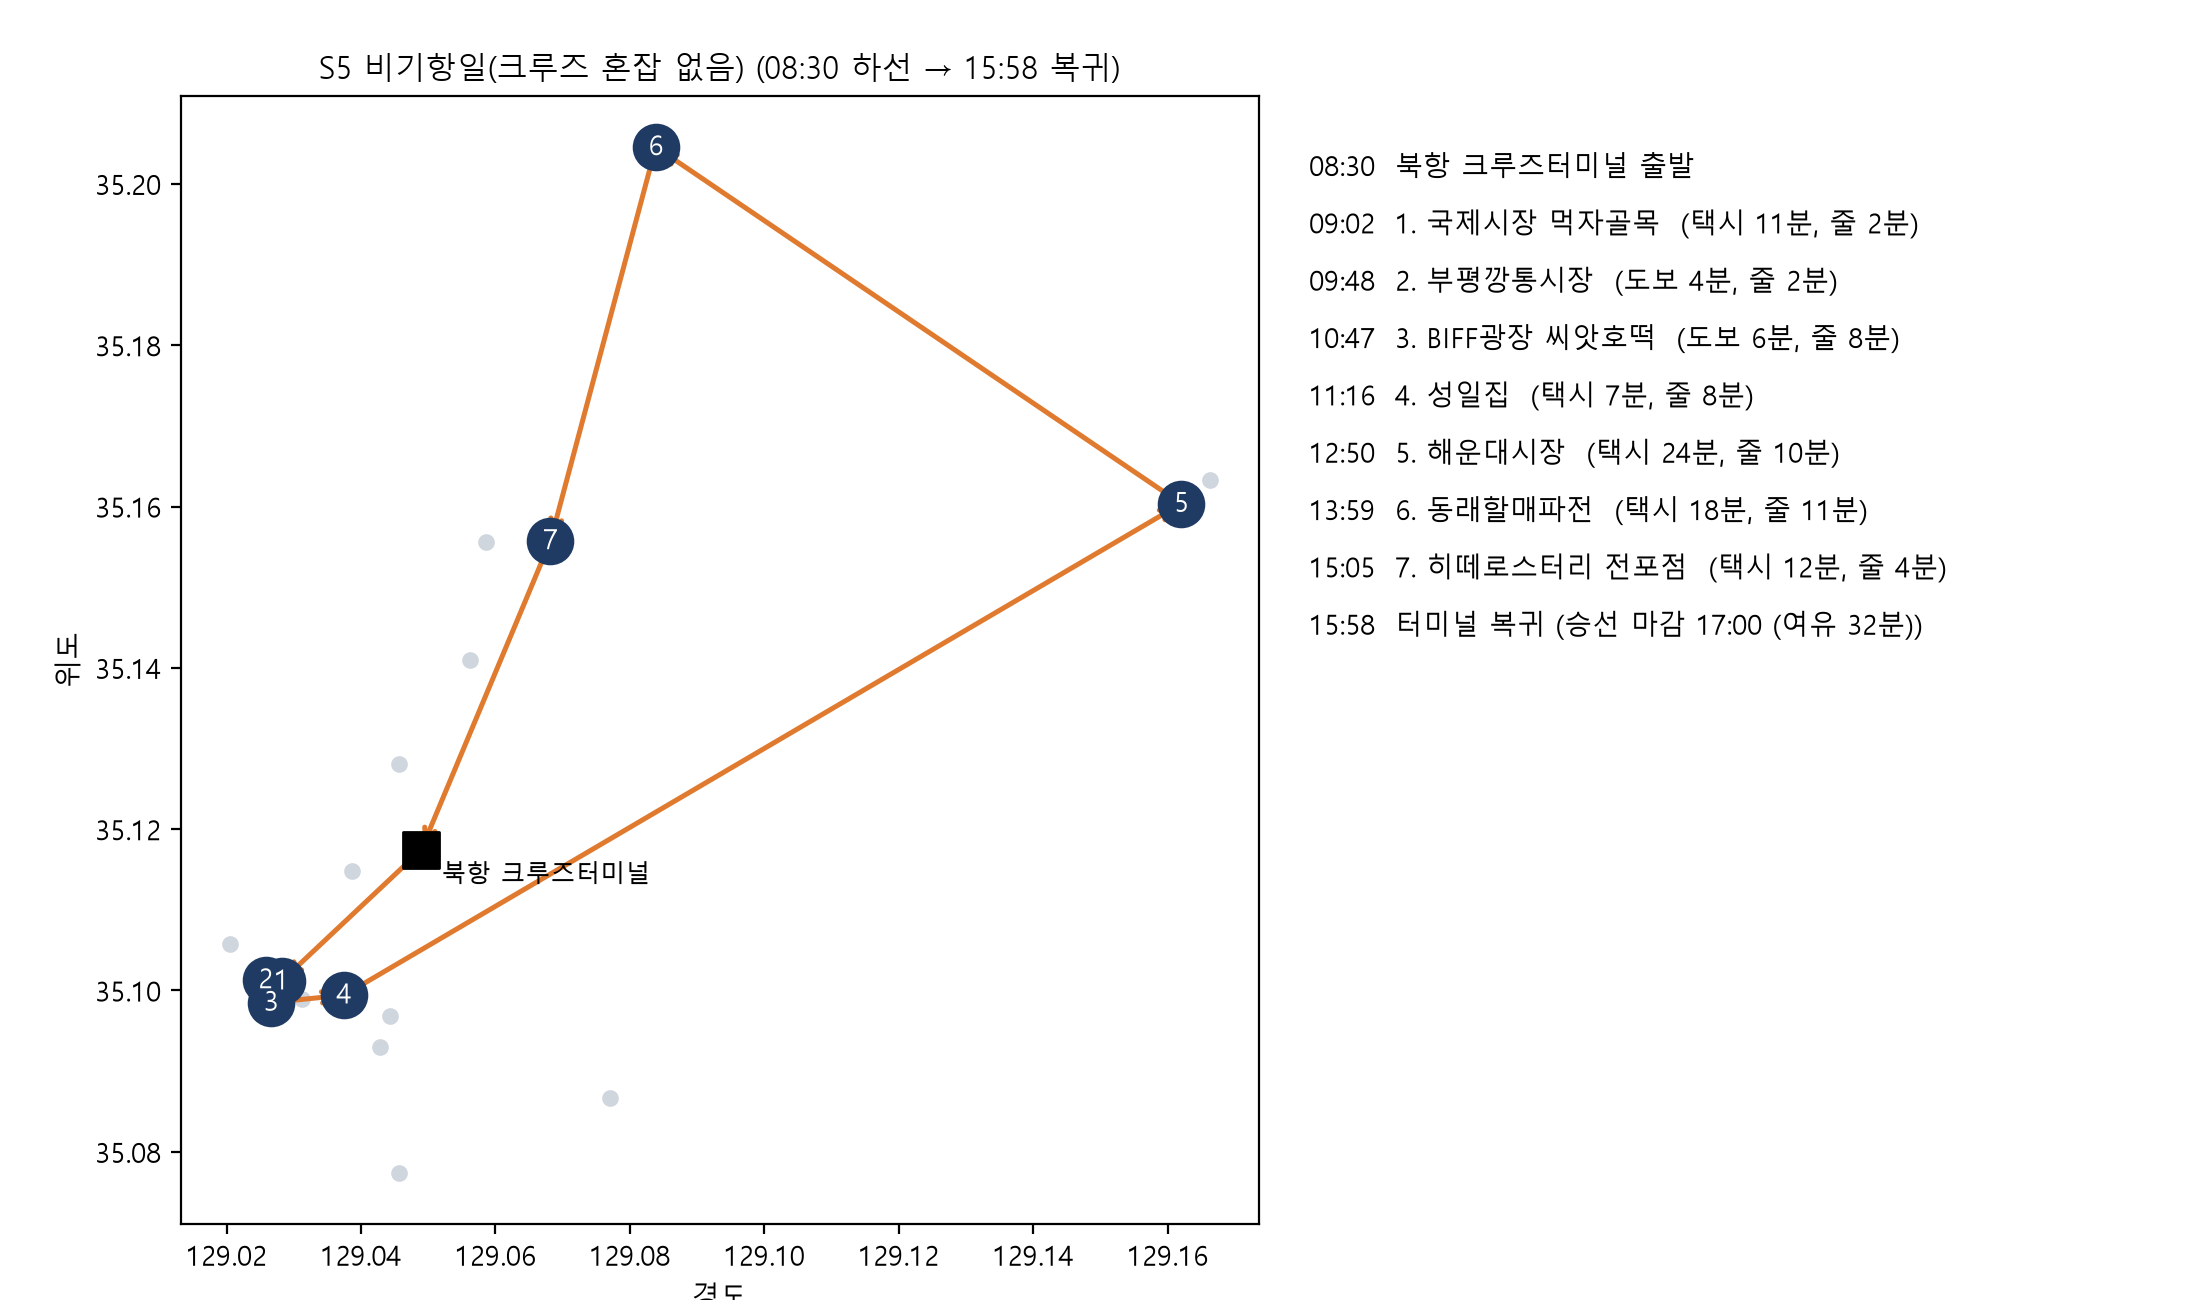 S5 비기항일(크루즈 혼잡 없음) (08:30 하선 → 15:58 복귀)
35.20
35.18
35.16
35.14
35.12
35.10
35.08
위도
6
5
7
북항 크루즈터미널
21
3
4
129.02 129.04 129.06 129.08 129.10 129.12 129.14 129.16
경도
08:30 북항 크루즈터미널 출발
09:02 1. 국제시장 먹자골목 (택시 11분, 줄 2분)
09:48 2. 부평깡통시장 (도보 4분, 줄 2분)
10:47 3. BIFF광장 씨앗호떡 (도보 6분, 줄 8분)
11:16 4. 성일집 (택시 7분, 줄 8분)
12:50 5. 해운대시장 (택시 24분, 줄 10분)
13:59 6. 동래할매파전 (택시 18분, 줄 11분)
15:05 7. 히떼로스터리 전포점 (택시 12분, 줄 4분)
15:58 터미널 복귀 (승선 마감 17:00 (여유 32분))